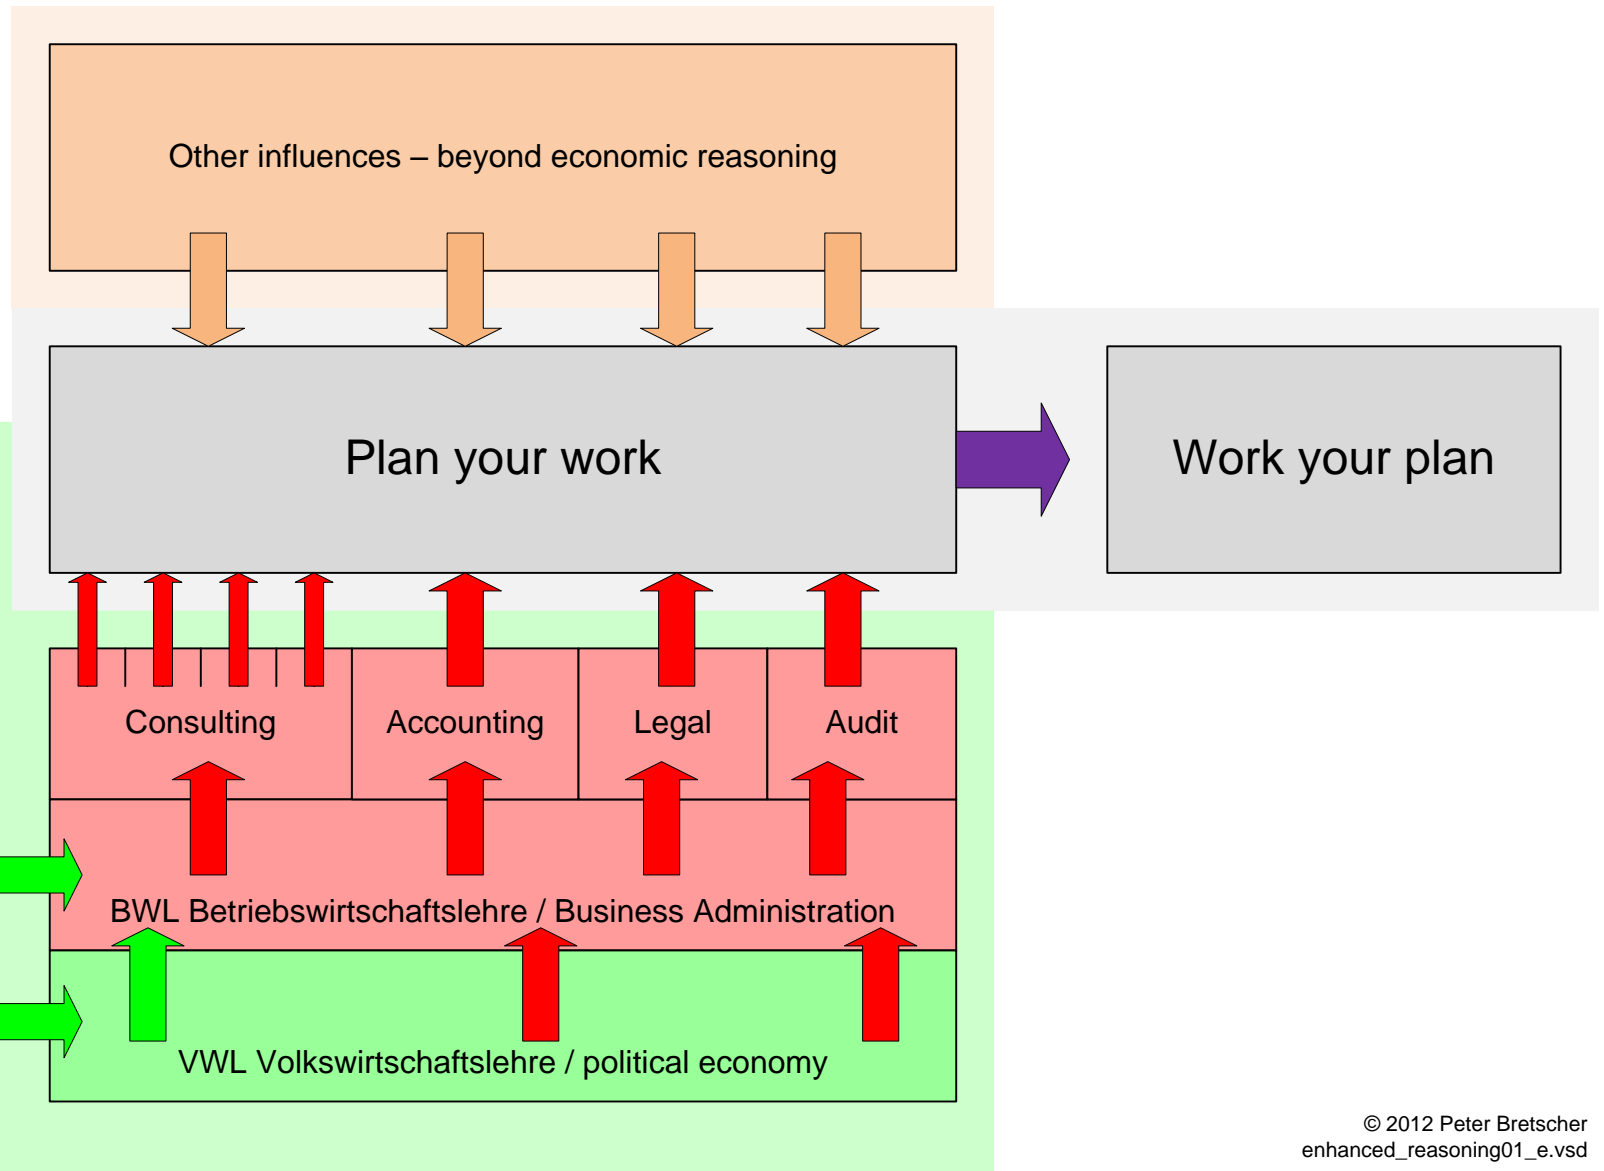 Other influences – beyond economic reasoning
Plan your work
Work your plan
Consulting
Accounting
Legal
Audit
BWL Betriebswirtschaftslehre / Business Administration
VWL Volkswirtschaftslehre / political economy
© 2012 Peter Bretscher
enhanced_reasoning01_e.vsd